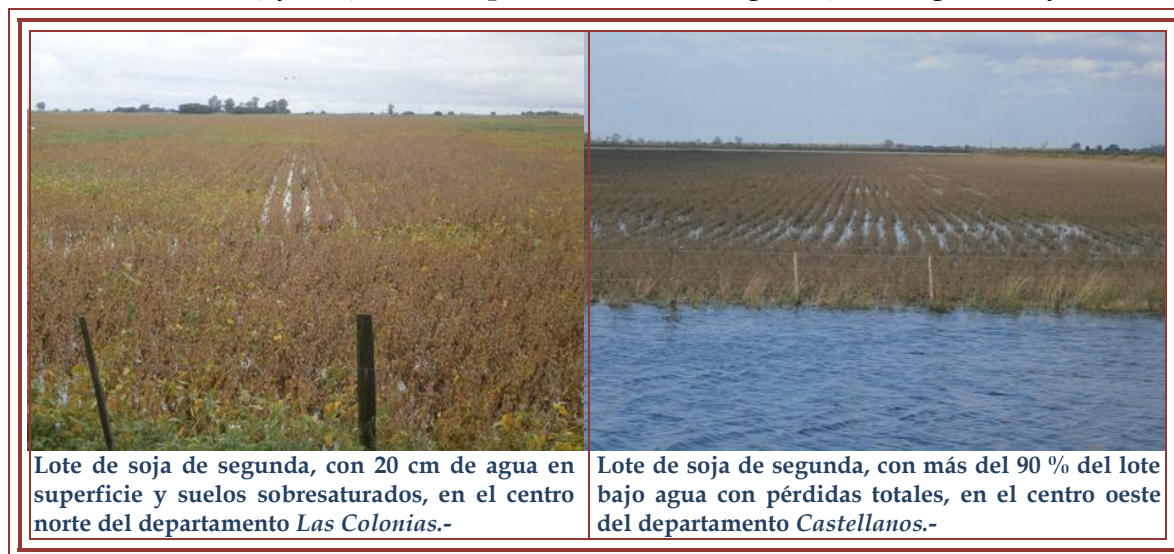 Lote de soja de segunda, con 20 cm de agua en
superficie y suelos sobresaturados, en el centro
norte del departamento Las Colonias.-
Lote de soja de segunda, con más del 90 % del lote
bajo agua con pérdidas totales, en el centro oeste
del departamento Castellanos.-